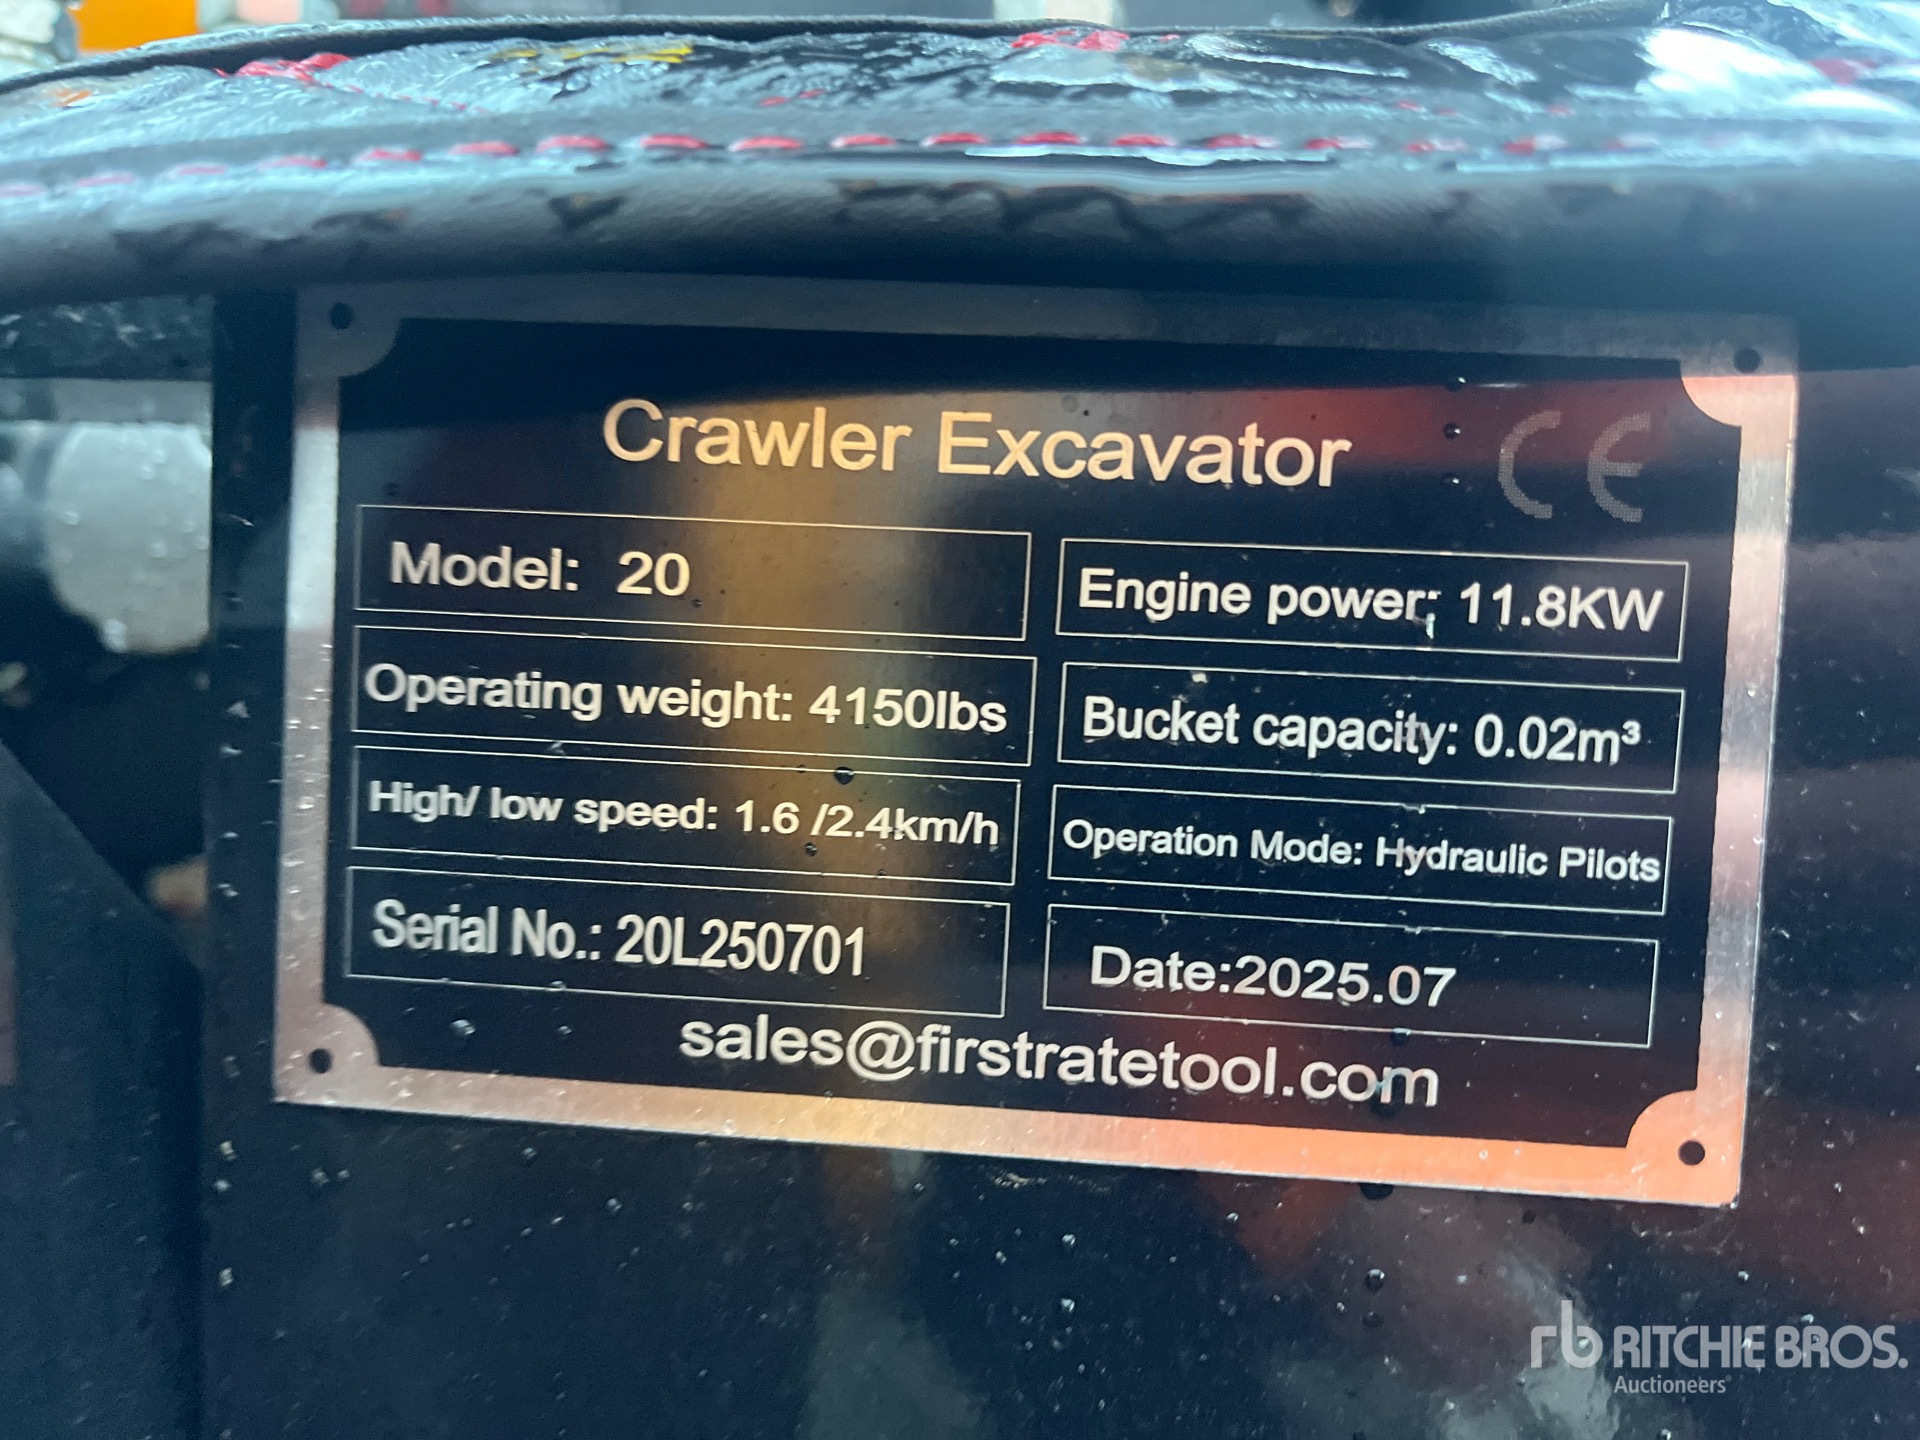 Crawler Excavator CE
Model: 20
Engine power: 11.8KW
Operating weight: 4150lbs
Bucket capacity: 0.02m³
High/ low speed: 1.6 /2.4km/h
Operation Mode: Hydraulic Pilots
Serial No.: 20L250701
Date:2025.07
sales@firstratetool.com
rb RITCHIE BROS.
Auctioneers